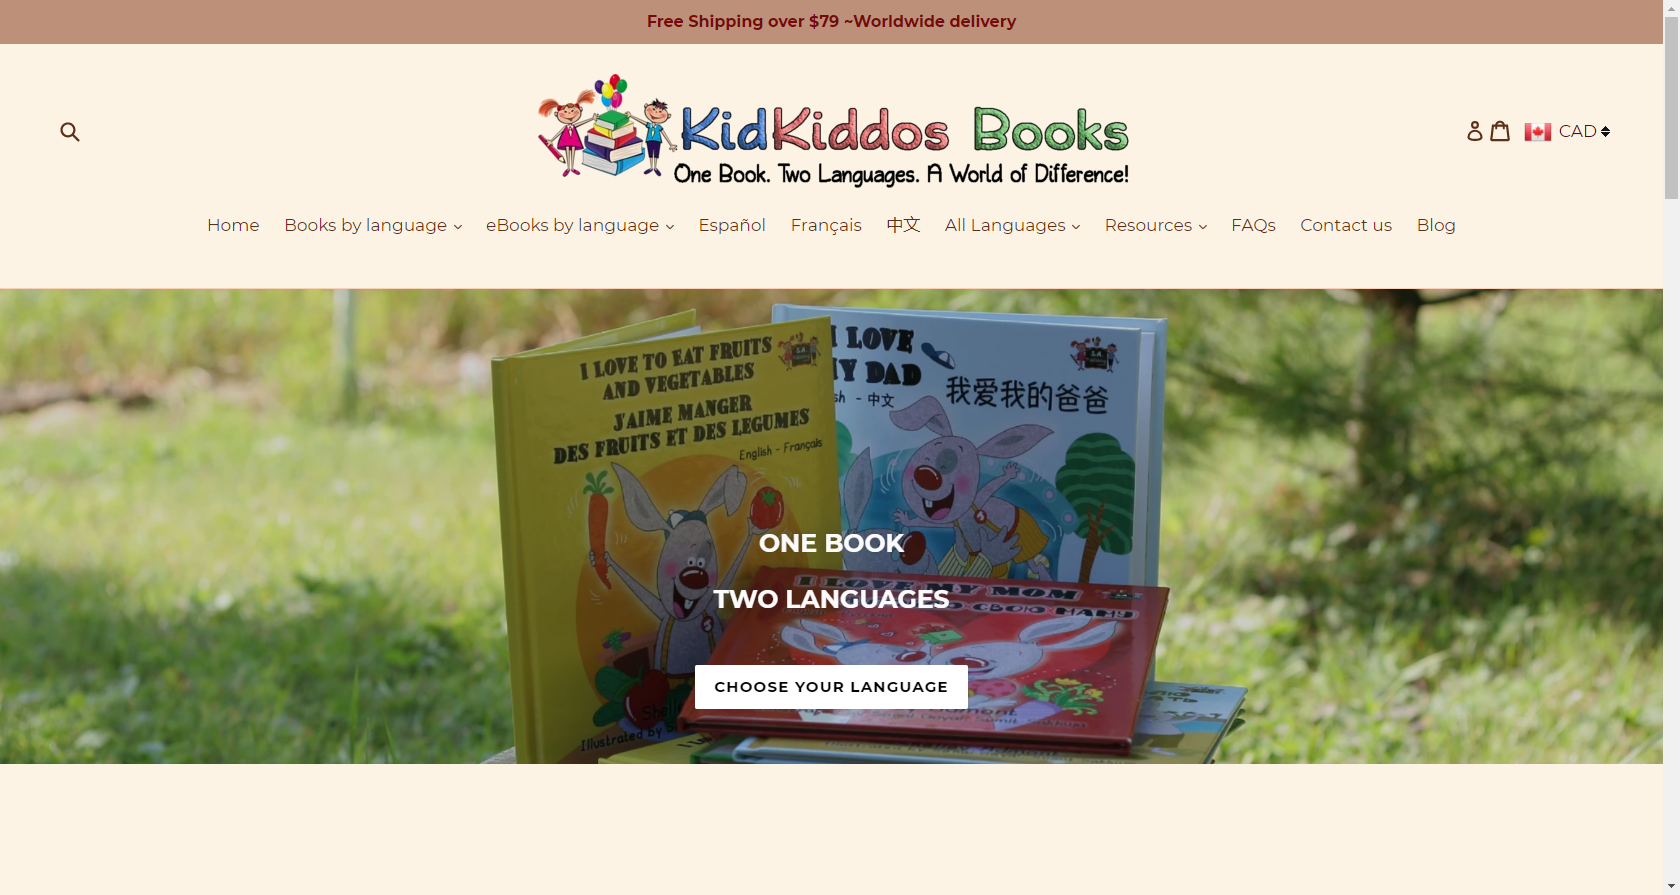 Free Shipping over $79 ~Worldwide delivery
KidKiddos Books
One Book. Two Languages. A World of Difference!
CAD
Home Books by language eBooks by language Español Français 中文 All Languages Resources FAQs Contact us Blog
I LOVE TO EAT FRUITS
AND VEGETABLES
J'AIME MANGER
DES FRUITS ET DES LEGUMES
English - Français
I LOVE
MY DAD
- 中文
我爱我的爸爸
ONE BOOK
TWO LANGUAGES
I LOVE MY MOM
МАМУ
CHOOSE YOUR LANGUAGE
Illustrated by